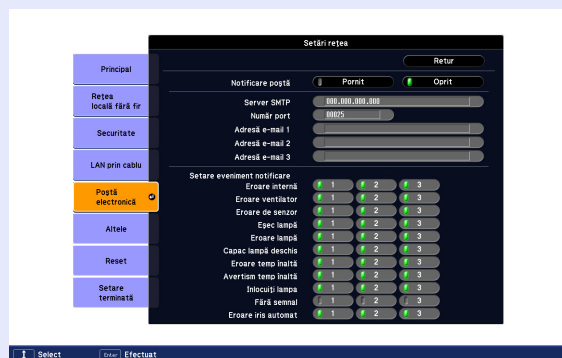 Setări rețea
Retur
Principal
Notificare poștă Pornit Oprit
Rețea
locală fără fir
Server SMTP 000.000.000.000
Număr port 00025
Securitate
Adresă e-mail 1
Adresă e-mail 2
Adresă e-mail 3
LAN prin cablu
Setare eveniment notificare
Poștă
electronică
Eroare internă 1 2 3
Eroare ventilator 1 2 3
Eroare de senzor 1 2 3
Altele
Eșec lampă 1 2 3
Eroare lampă 1 2 3
Capac lampă deschis 1 2 3
Reset
Eroare temp înaltă 1 2 3
Avertism temp înaltă 1 2 3
Setare
terminată
Inlocuiți lampa 1 2 3
Fără semnal 1 2 3
Eroare iris automat 1 2 3
Select Enter Efectuat